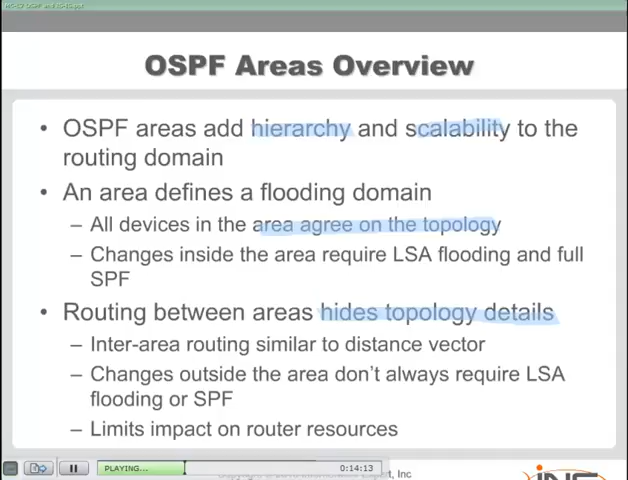 OSPF Areas Overview
• OSPF areas add hierarchy and scalability to the
routing domain
• An area defines a flooding domain
– All devices in the area agree on the topology
– Changes inside the area require LSA flooding and full
SPF
• Routing between areas hides topology details
– Inter-area routing similar to distance vector
– Changes outside the area don't always require LSA
flooding or SPF
– Limits impact on router resources
PLAYING...
0:14:13
Inc